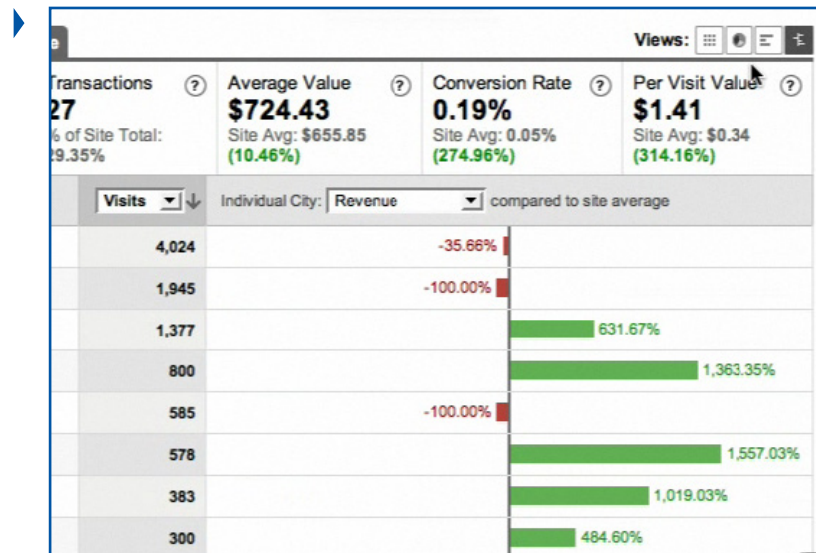 e
Views:
Transactions ? Average Value ? Conversion Rate ? Per Visit Value ?
27 $724.43 0.19% $1.41
% of Site Total: Site Avg: $655.85 Site Avg: 0.05% Site Avg: $0.34
29.35% (10.46%) (274.96%) (314.16%)
Visits Individual City: Revenue compared to site average
4,024 -35.66%
1,945 -100.00%
1,377 631.67%
800 1,363.35%
585 -100.00%
578 1,557.03%
383 1,019.03%
300 484.60%